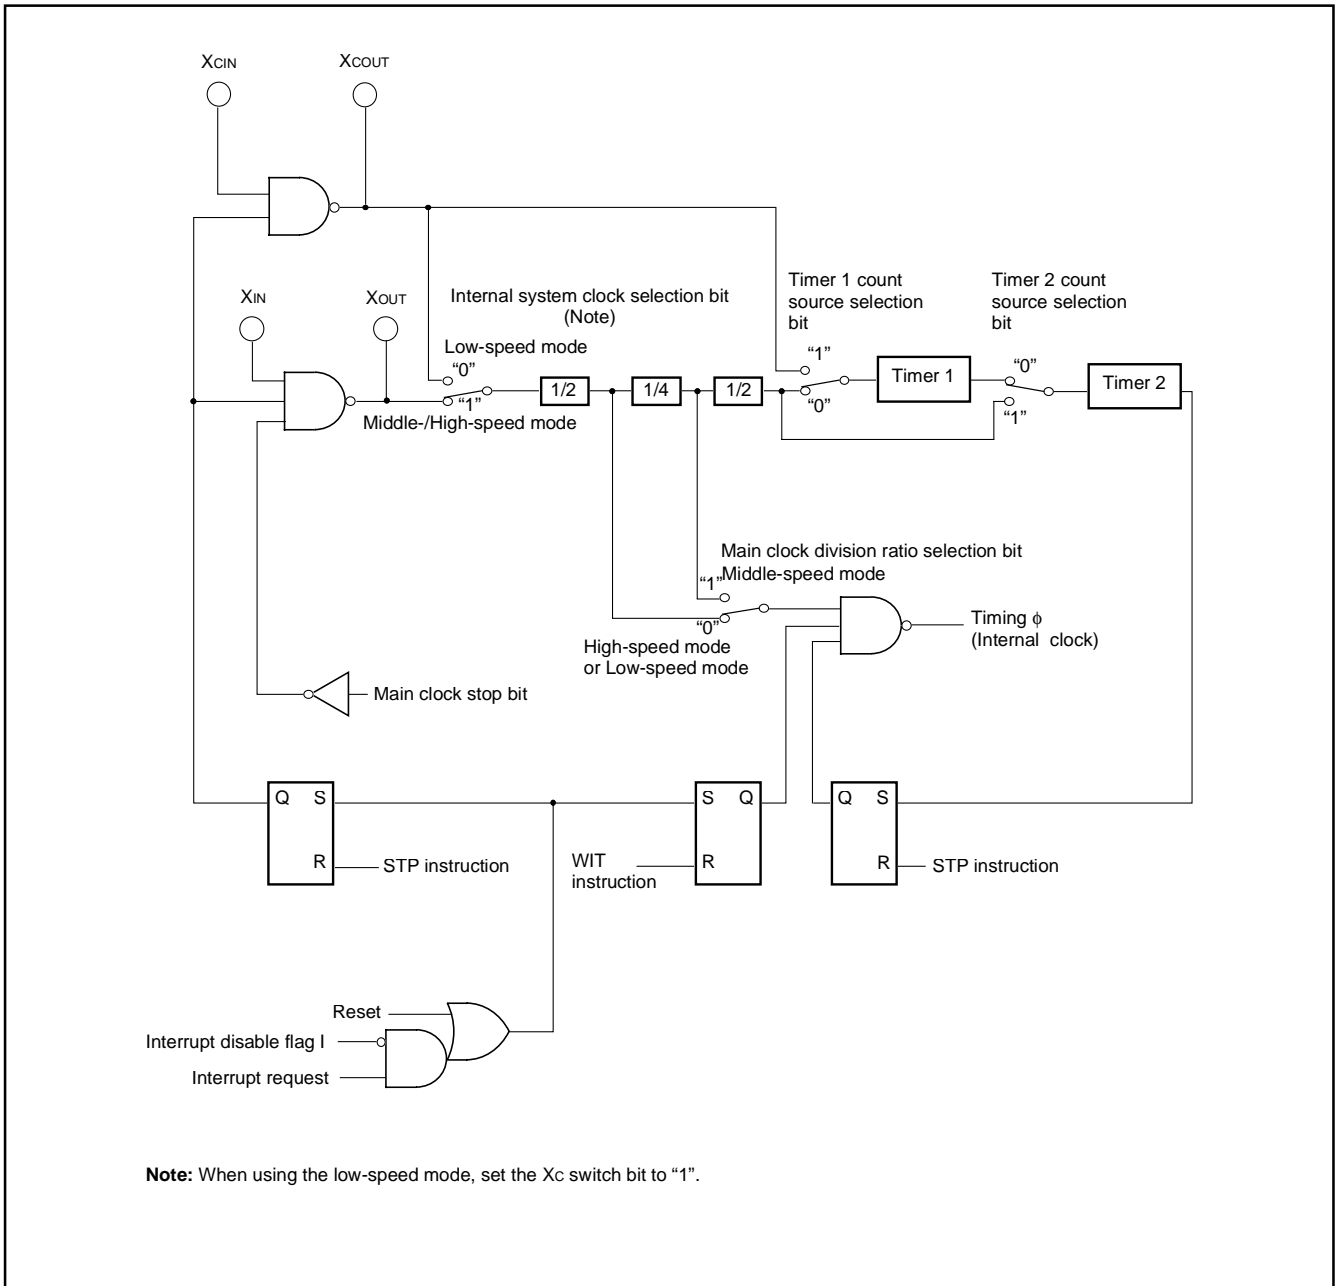 XCIN
XCOUT
XIN
XOUT
Internal system clock selection bit
(Note)
Low-speed mode
“0”
“1”
Middle-/High-speed mode
1/2
1/4
1/2
Timer 1 count
source selection
bit
“1”
“0”
Timer 1
Timer 2 count
source selection
bit
“0”
“1”
Timer 2
Main clock division ratio selection bit
“1”
Middle-speed mode
“0”
High-speed mode
or Low-speed mode
Timing ϕ
(Internal clock)
Main clock stop bit
Q S
R
STP instruction
S Q
R
WIT
instruction
Q S
R
STP instruction
Reset
Interrupt disable flag I
Interrupt request
Note: When using the low-speed mode, set the XC switch bit to “1”.